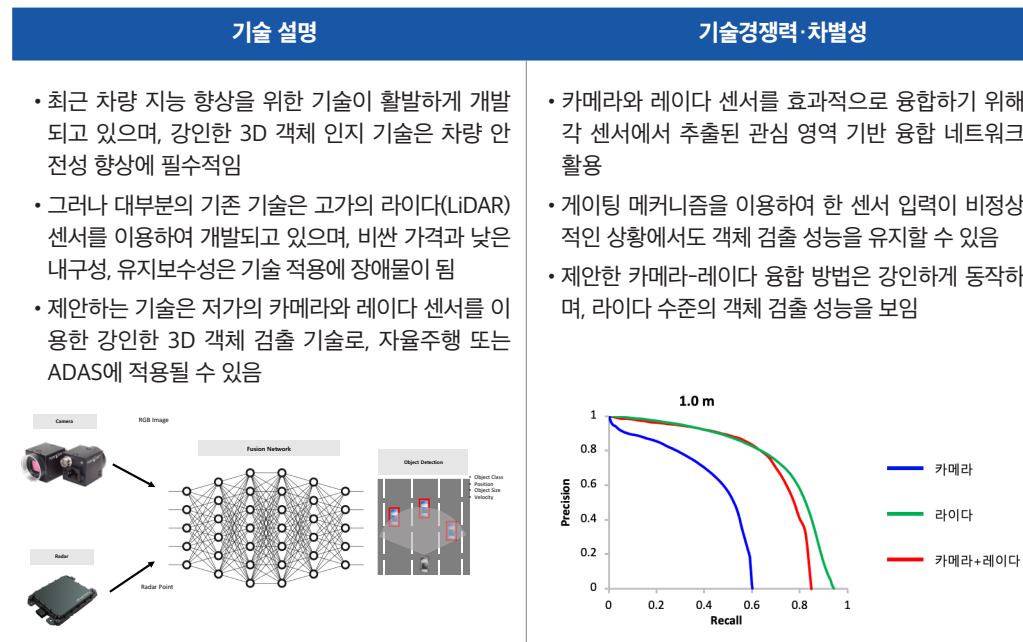 기술 설명
기술경쟁력·차별성
• 최근 차량 지능 향상을 위한 기술이 활발하게 개발
되고 있으며, 강인한 3D 객체 인지 기술은 차량 안
전성 향상에 필수적임
• 그러나 대부분의 기존 기술은 고가의 라이다(LiDAR)
센서를 이용하여 개발되고 있으며, 비싼 가격과 낮은
내구성, 유지보수성은 기술 적용에 장애물이 됨
• 제안하는 기술은 저가의 카메라와 레이다 센서를 이
용한 강인한 3D 객체 검출 기술로, 자율주행 또는
ADAS에 적용될 수 있음
Camera
RGB Image
Fusion Network
Object Detection
• Object Class
• Position
• Object Size
• Velocity
Radar
Radar Point
• 카메라와 레이다 센서를 효과적으로 융합하기 위해
각 센서에서 추출된 관심 영역 기반 융합 네트워크
활용
• 게이팅 메커니즘을 이용하여 한 센서 입력이 비정상
적인 상황에서도 객체 검출 성능을 유지할 수 있음
• 제안한 카메라-레이다 융합 방법은 강인하게 동작하
며, 라이다 수준의 객체 검출 성능을 보임
1.0 m
1
0.8
0.6
0.4
0.2
0
Precision
0 0.2 0.4 0.6 0.8 1
Recall
카메라
라이다
카메라+레이다